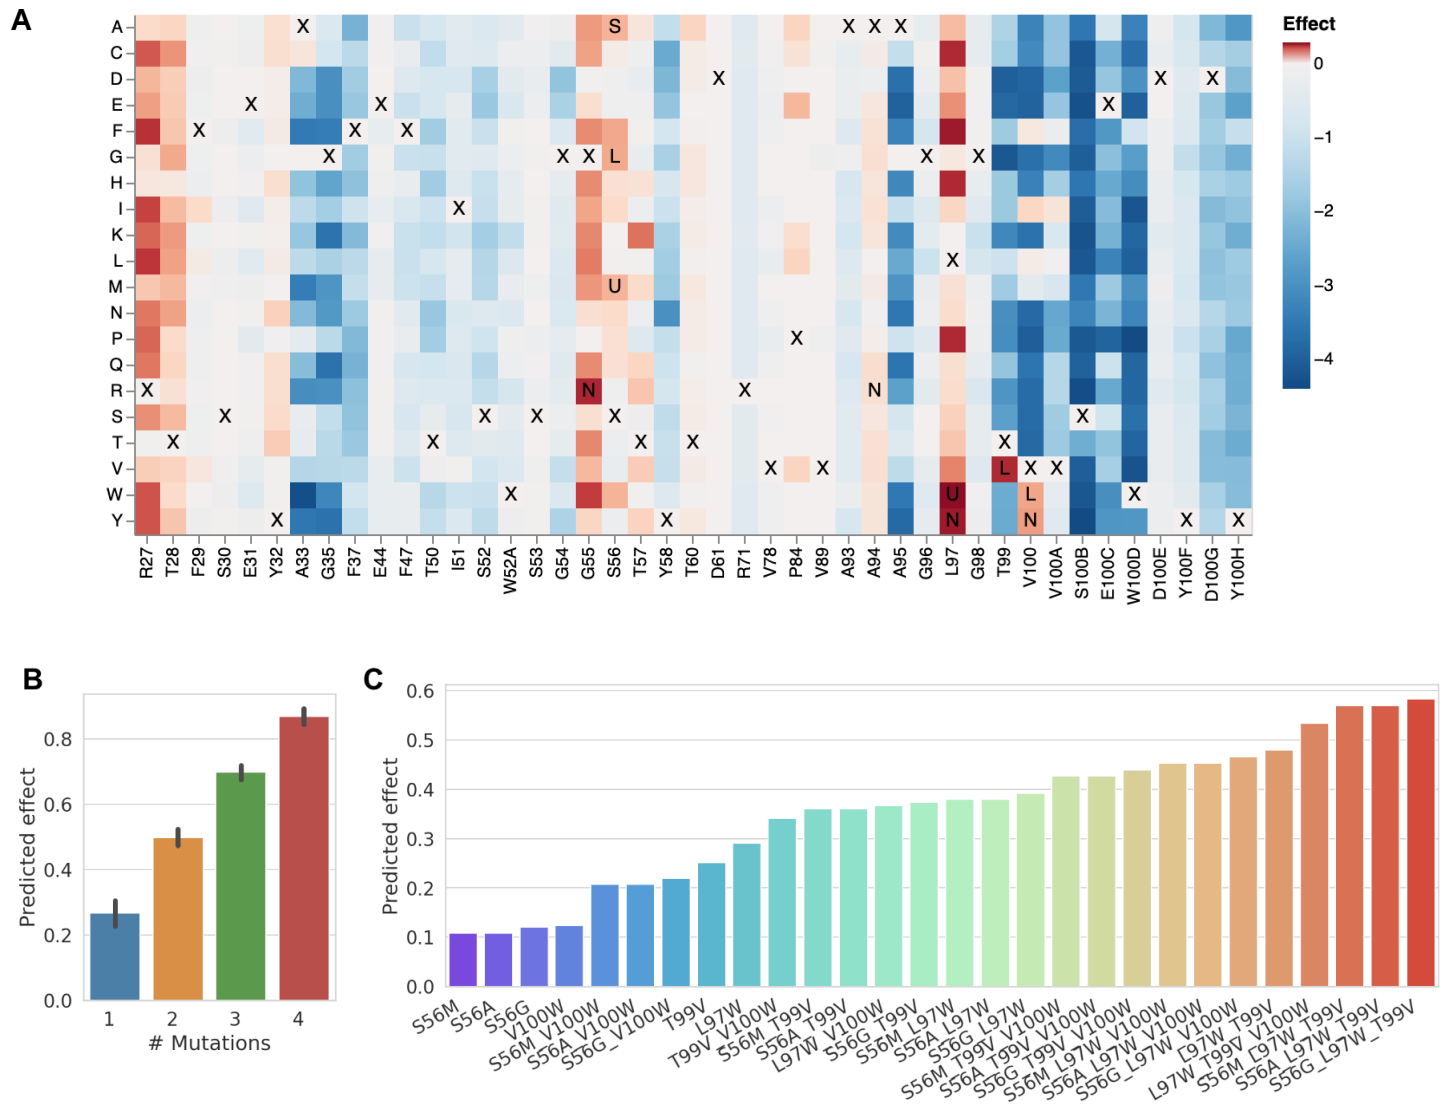 A
Effect
A X S X X X
C
D X X X
E X X X
F X X X
G X X X L X X
H
I X
K
L X
M U
N
P X
Q
R X N X N
S X X X X X
T X X X X X
V X X L X X
W X U L X
Y X X N N X X
0
−1
−2
−3
−4
R27 T28 F29 S30 E31 Y32 A33 G35 F37 E44 F47 T50 I51 S52 W52A S53 G54 G55 S56 T57 Y58 T60 D61 R71 V78 P84 V89 A93 A94 A95 G96 L97 G98 T99 V100 V100A S100B E100C W100D D100E Y100F D100G Y100H
B
Predicted effect
0.8
0.6
0.4
0.2
0.0
1 2 3 4
# Mutations
C
Predicted effect
0.6
0.5
0.4
0.3
0.2
0.1
0.0
S56M
S56A
S56G
V100W
S56M_V100W
S56A_V100W
S56G_V100W
T99V
L97W
T99V_V100W
S56M_T99V
S56A_T99V
L97W_V100W
S56G_T99V
S56M_L97W
S56A_L97W
S56G_L97W
S56M_T99V_V100W
S56A_T99V_V100W
S56G_T99V_V100W
S56M_L97W_V100W
S56A_L97W_V100W
S56G_L97W_V100W
L97W_T99V
L97W_T99V_V100W
S56M_L97W_T99V
S56A_L97W_T99V
S56G_L97W_T99V